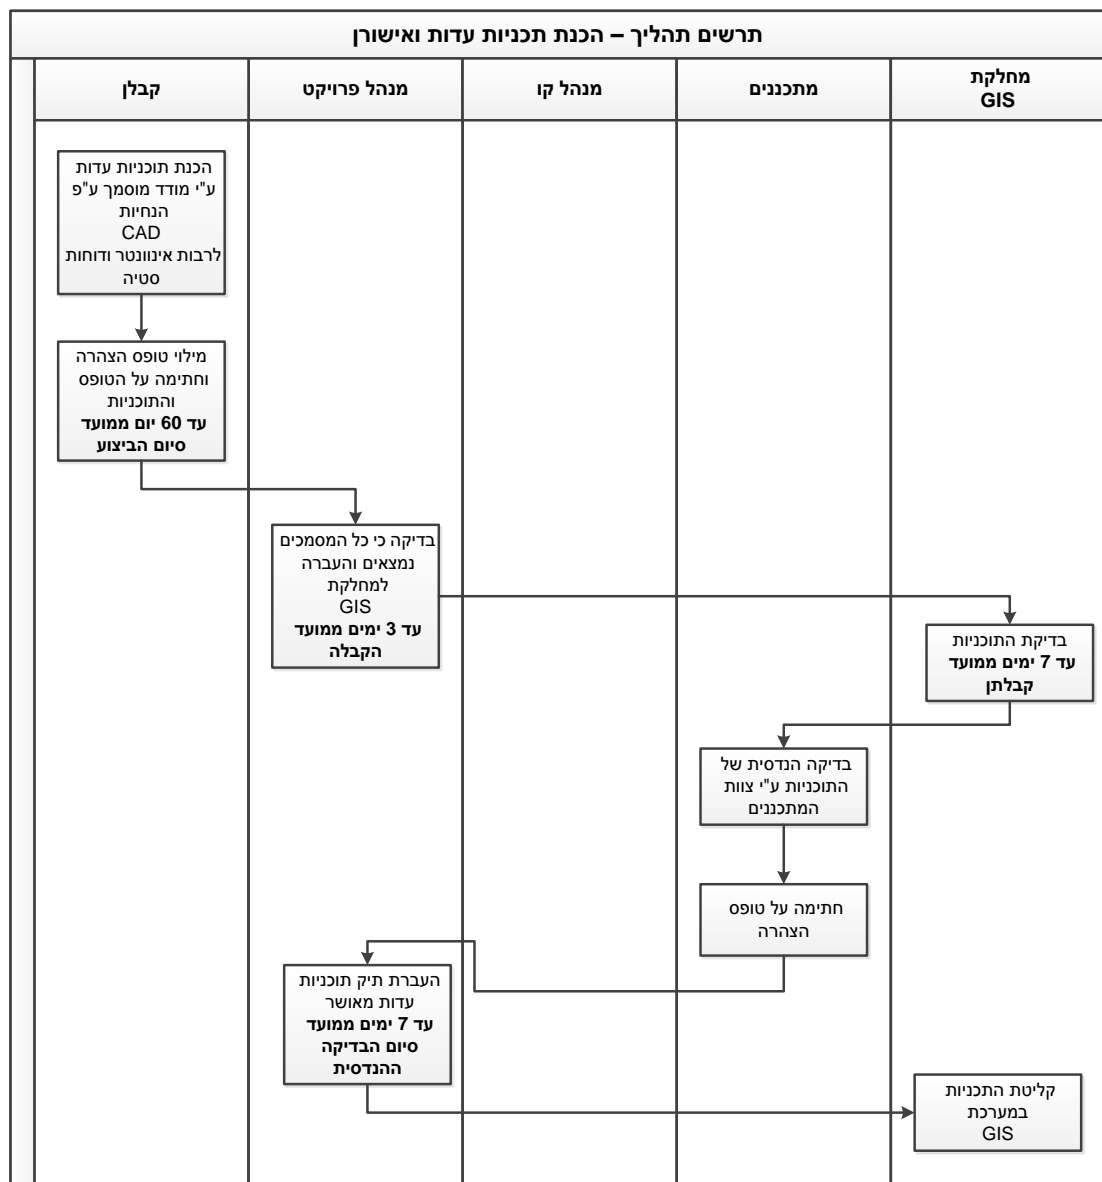 תרשים תהליך – הכנת תכניות עדות ואישורן
קבלן
מנהל פרויקט
מנהל קו
מתכננים
מחלקת
GIS
הכנת תוכניות עדות
ע"י מודד מוסמך ע"פ
הנחיות
CAD
לרבות אינוונטר ודוחות
סטיה
מילוי טופס הצהרה
וחתימה על הטופס
והתוכניות
עד 60 יום ממועד
סיום הביצוע
בדיקה כי כל המסמכים
נמצאים והעברה
למחלקת
GIS
עד 3 ימים ממועד
הקבלה
בדיקת התוכניות
עד 7 ימים ממועד
קבלתן
בדיקה הנדסית של
התוכניות ע"י צוות
המתכננים
חתימה על טופס
הצהרה
העברת תיק תוכניות
עדות מאושר
עד 7 ימים ממועד
סיום הבדיקה
ההנדסית
קליטת התכניות
במערכת
GIS